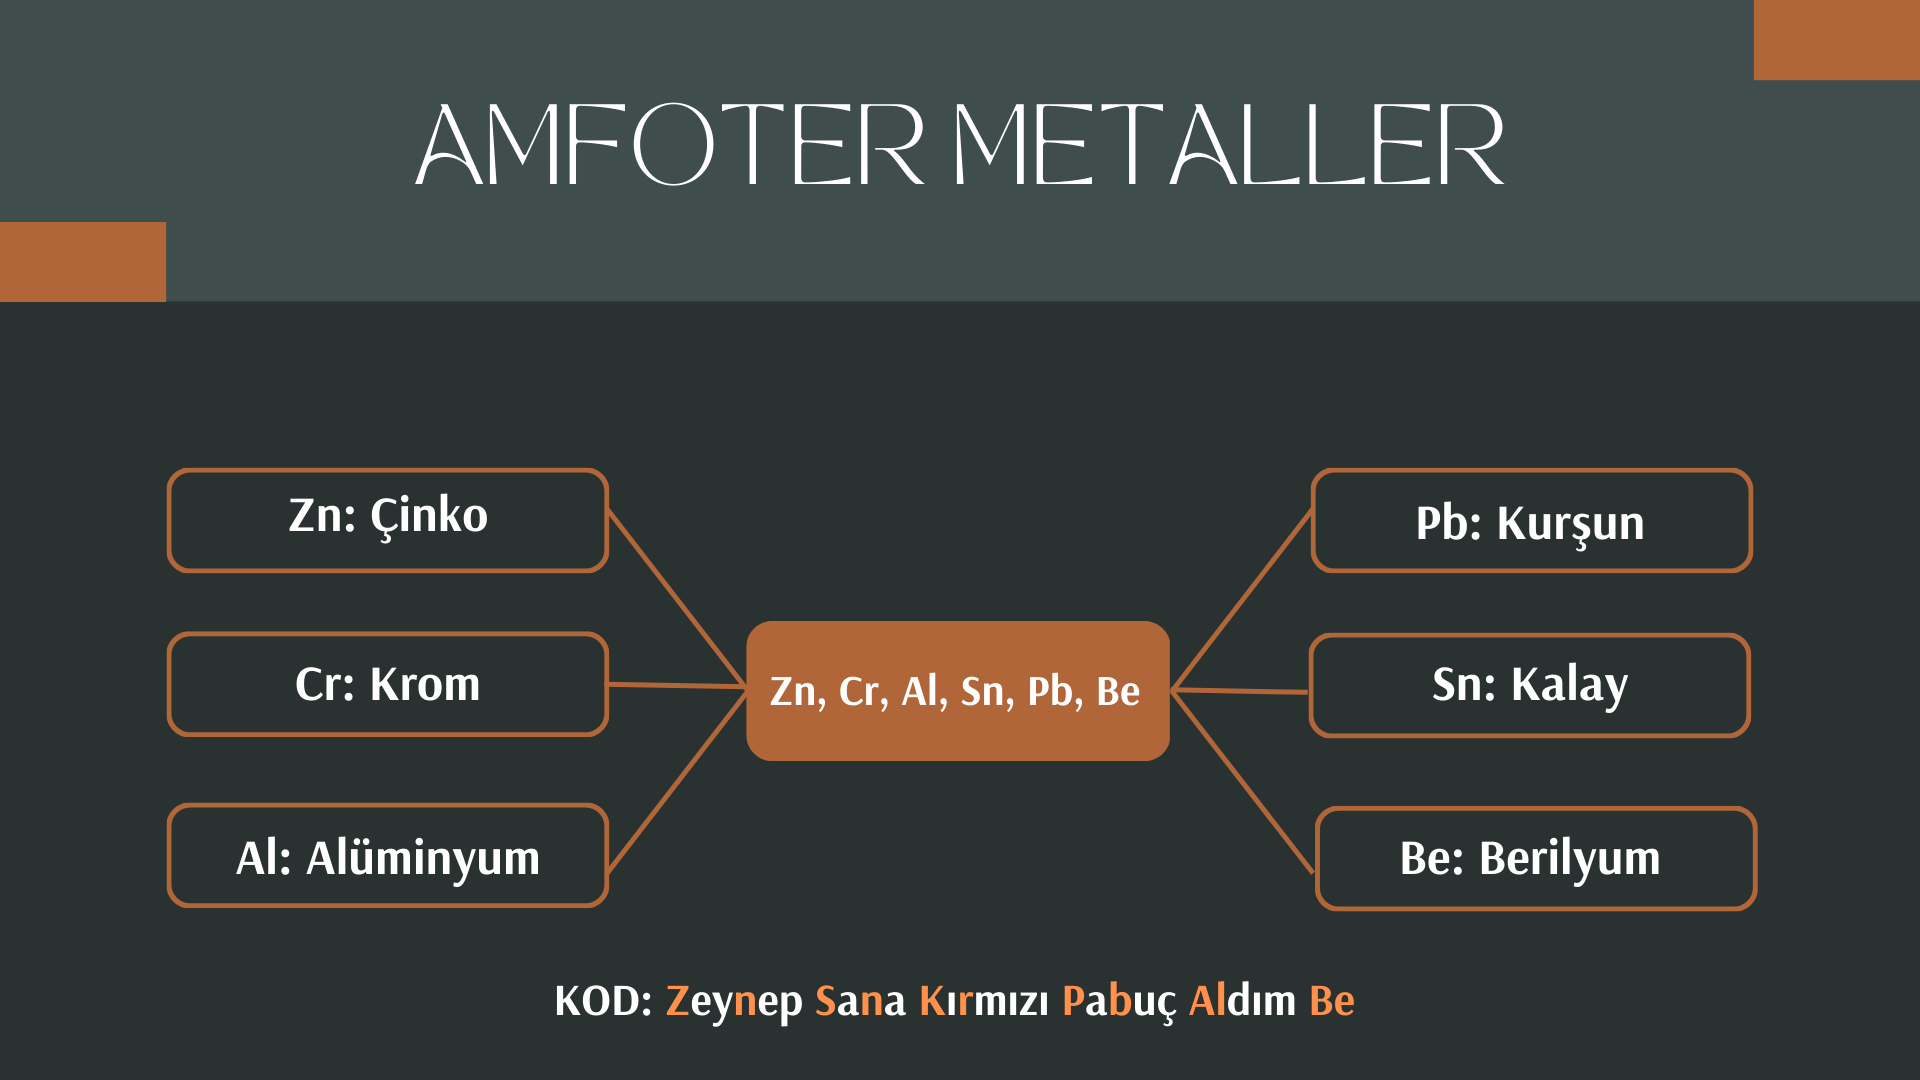 AMFOTER METALLER
Zn: Çinko
Cr: Krom
Al: Alüminyum
Zn, Cr, Al, Sn, Pb, Be
Pb: Kurşun
Sn: Kalay
Be: Berilyum
KOD: Zeynep Sana Kırmızı Pabuç Aldım Be